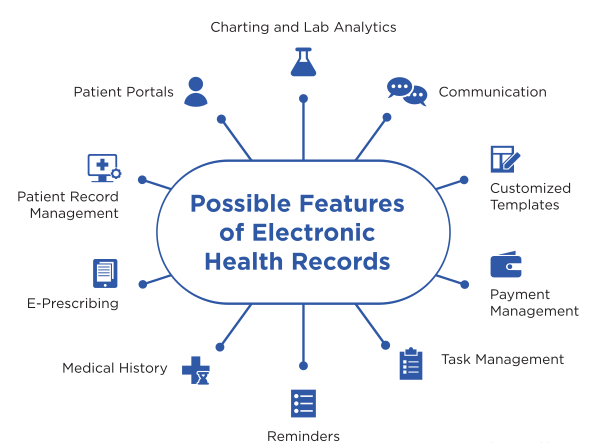 Charting and Lab Analytics
Patient Portals
Communication
Patient Record
Management
Customized
Templates
Possible Features
of Electronic
Health Records
E-Prescribing
Payment
Management
Medical History
Task Management
Reminders